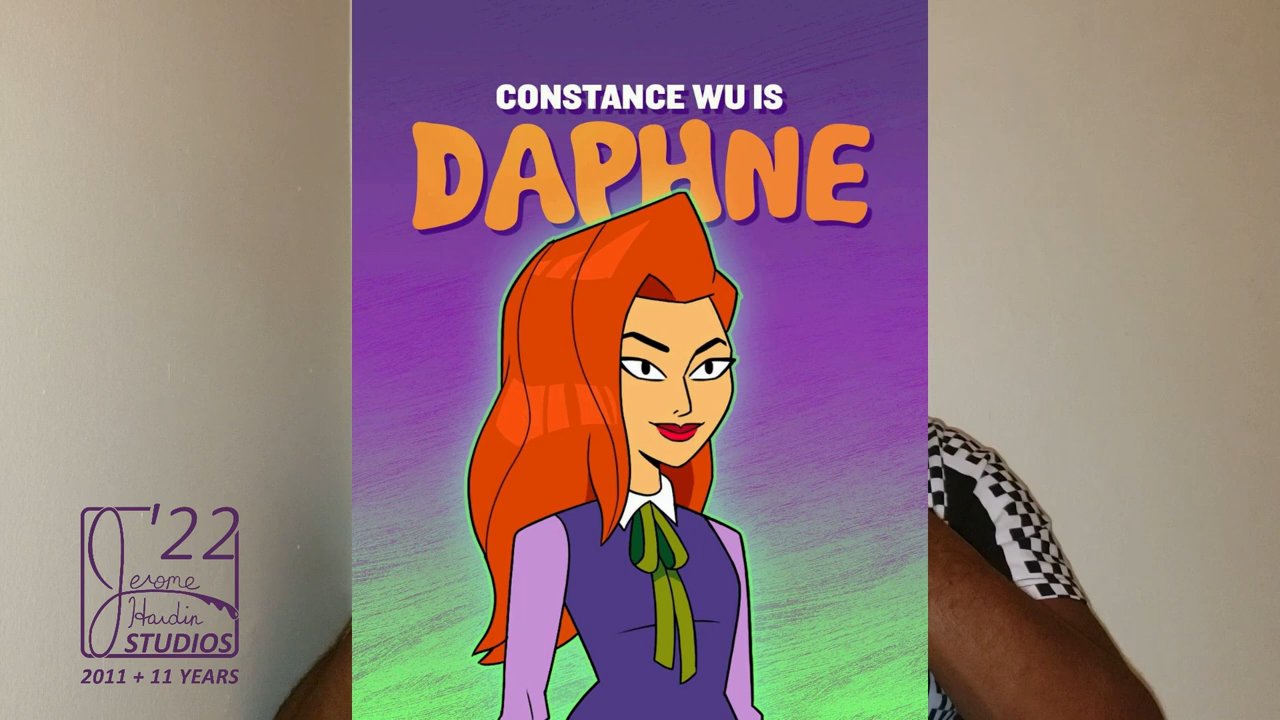 CONSTANCE WU IS
DAPHNE
'22
Jerome
Hardin
STUDIOS
2011 + 11 YEARS